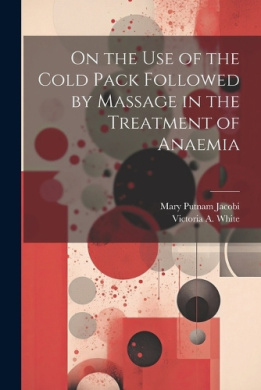 On the Use of the
Cold Pack Followed
by Massage in the
Treatment of
Anaemia
Mary Putnam Jacobi
Victoria A. White